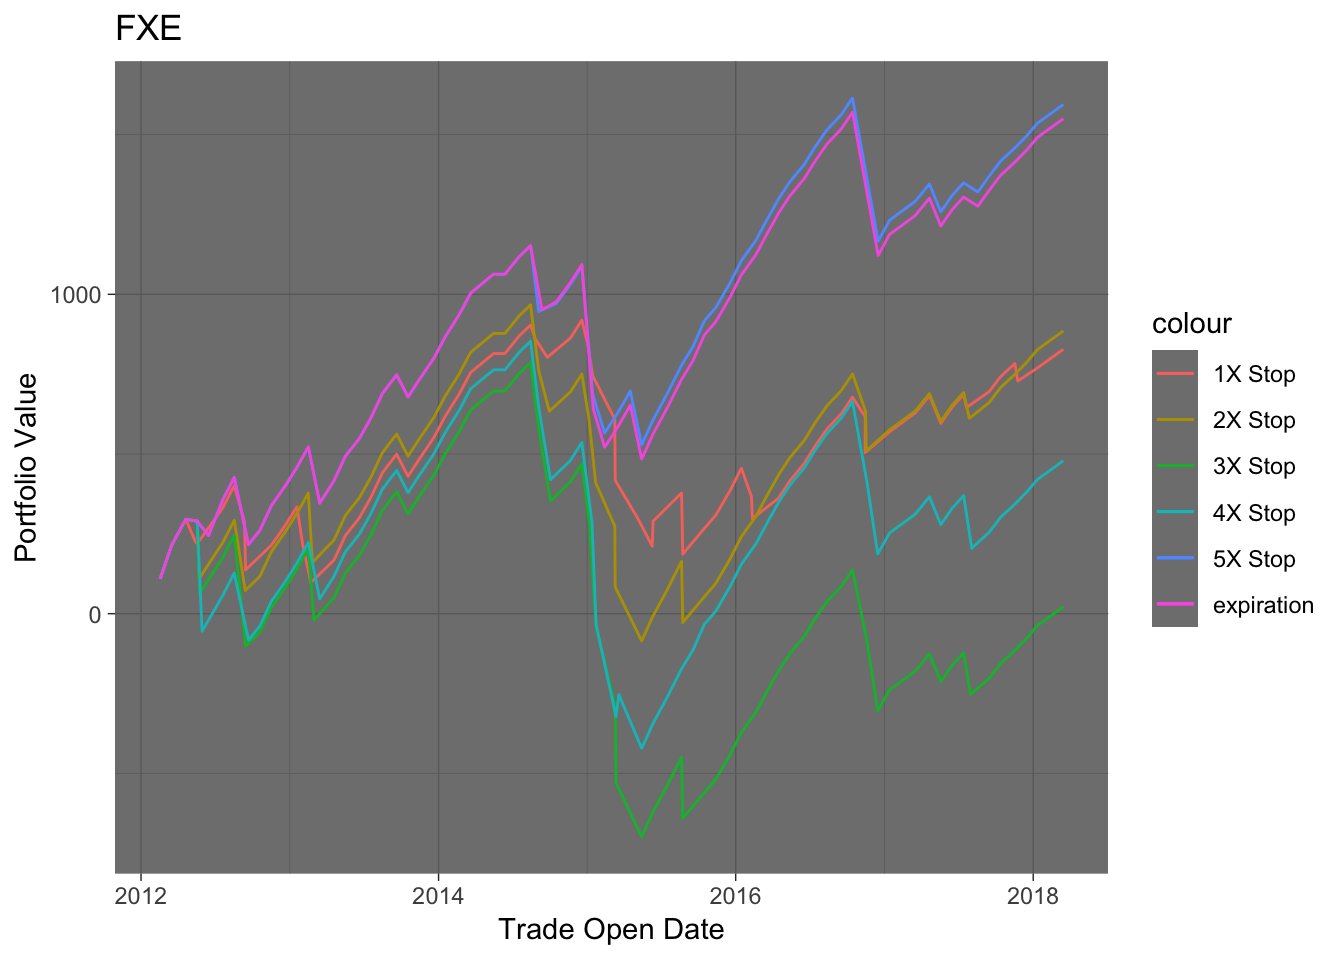 FXE
Portfolio Value
1000
0
2012 2014 2016 2018
Trade Open Date
colour
1X Stop
2X Stop
3X Stop
4X Stop
5X Stop
expiration